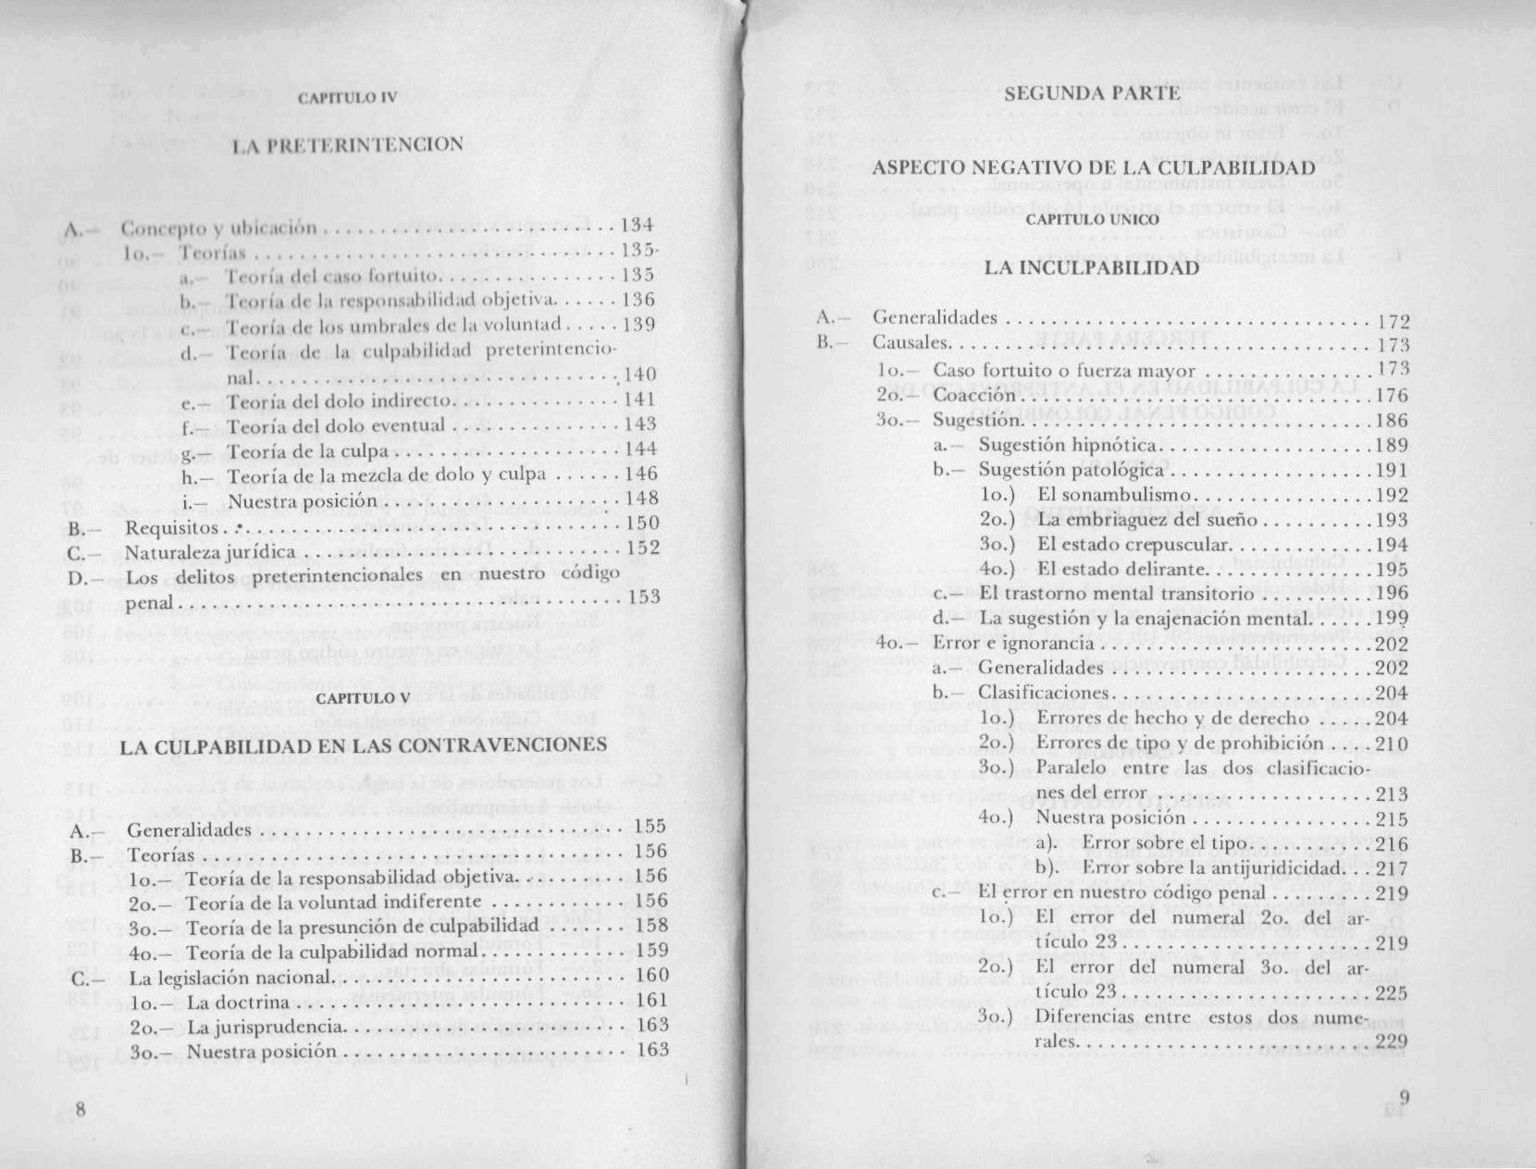 CAPITULO IV
LA PRETERINTENCION
A.— Concepto y ubicación . . . . . . . . . . . . . . . . . . . . . . . . . . 134
1o.— Teorías . . . . . . . . . . . . . . . . . . . . . . . . . . . . . . . . 135
a.— Teoría del caso fortuito. . . . . . . . . . . . . . . . 135
b.— Teoría de la responsabilidad objetiva. . . . . . 136
c.— Teoría de los umbrales de la voluntad . . . . . 139
d.— Teoría de la culpabilidad preterintencio-
nal. . . . . . . . . . . . . . . . . . . . . . . . . . . . . . . . 140
e.— Teoría del dolo indirecto. . . . . . . . . . . . . . . 141
f.— Teoría del dolo eventual . . . . . . . . . . . . . . . 143
g.— Teoría de la culpa . . . . . . . . . . . . . . . . . . . . 144
h.— Teoría de la mezcla de dolo y culpa . . . . . . 146
i.— Nuestra posición . . . . . . . . . . . . . . . . . . . . . 148
B.— Requisitos . . . . . . . . . . . . . . . . . . . . . . . . . . . . . . . . . . 150
C.— Naturaleza jurídica . . . . . . . . . . . . . . . . . . . . . . . . . . . . 152
D.— Los delitos preterintencionales en nuestro código
penal . . . . . . . . . . . . . . . . . . . . . . . . . . . . . . . . . . . . . . . 153
CAPITULO V
LA CULPABILIDAD EN LAS CONTRAVENCIONES
A.— Generalidades . . . . . . . . . . . . . . . . . . . . . . . . . . . . . . . . 155
B.— Teorías . . . . . . . . . . . . . . . . . . . . . . . . . . . . . . . . . . . . . 156
1o.— Teoría de la responsabilidad objetiva. . . . . . . . . . 156
2o.— Teoría de la voluntad indiferente . . . . . . . . . . . . 156
3o.— Teoría de la presunción de culpabilidad . . . . . . . 158
4o.— Teoría de la culpabilidad normal. . . . . . . . . . . . . 159
C.— La legislación nacional. . . . . . . . . . . . . . . . . . . . . . . . . . 160
1o.— La doctrina . . . . . . . . . . . . . . . . . . . . . . . . . . . . . 161
2o.— La jurisprudencia. . . . . . . . . . . . . . . . . . . . . . . . . 163
3o.— Nuestra posición . . . . . . . . . . . . . . . . . . . . . . . . . 163
8
SEGUNDA PARTE
ASPECTO NEGATIVO DE LA CULPABILIDAD
CAPITULO UNICO
LA INCULPABILIDAD
A.— Generalidades . . . . . . . . . . . . . . . . . . . . . . . . . . . . . . . . 172
B.— Causales. . . . . . . . . . . . . . . . . . . . . . . . . . . . . . . . . . . . . 173
1o.— Caso fortuito o fuerza mayor . . . . . . . . . . . . . . . 173
2o.— Coacción . . . . . . . . . . . . . . . . . . . . . . . . . . . . . . . 176
3o.— Sugestión. . . . . . . . . . . . . . . . . . . . . . . . . . . . . . . 186
a.— Sugestión hipnótica. . . . . . . . . . . . . . . . . . . 189
b.— Sugestión patológica . . . . . . . . . . . . . . . . . . 191
1o.) El sonambulismo. . . . . . . . . . . . . . . . 192
2o.) La embriaguez del sueño . . . . . . . . . . 193
3o.) El estado crepuscular. . . . . . . . . . . . . 194
4o.) El estado delirante. . . . . . . . . . . . . . . 195
c.— El trastorno mental transitorio . . . . . . . . . . 196
d.— La sugestión y la enajenación mental. . . . . . 199
4o.— Error e ignorancia . . . . . . . . . . . . . . . . . . . . . . . . 202
a.— Generalidades . . . . . . . . . . . . . . . . . . . . . . . 202
b.— Clasificaciones. . . . . . . . . . . . . . . . . . . . . . . 204
1o.) Errores de hecho y de derecho . . . . . 204
2o.) Errores de tipo y de prohibición . . . . 210
3o.) Paralelo entre las dos clasificacio-
nes del error . . . . . . . . . . . . . . . . . . . 213
4o.) Nuestra posición . . . . . . . . . . . . . . . . 215
a). Error sobre el tipo. . . . . . . . . . . 216
b). Error sobre la antijuridicidad. . . 217
c.— El error en nuestro código penal . . . . . . . . . 219
1o.) El error del numeral 2o. del ar-
tículo 23 . . . . . . . . . . . . . . . . . . . . . . 219
2o.) El error del numeral 3o. del ar-
tículo 23 . . . . . . . . . . . . . . . . . . . . . . 225
3o.) Diferencias entre estos dos nume-
rales. . . . . . . . . . . . . . . . . . . . . . . . . . 229
9